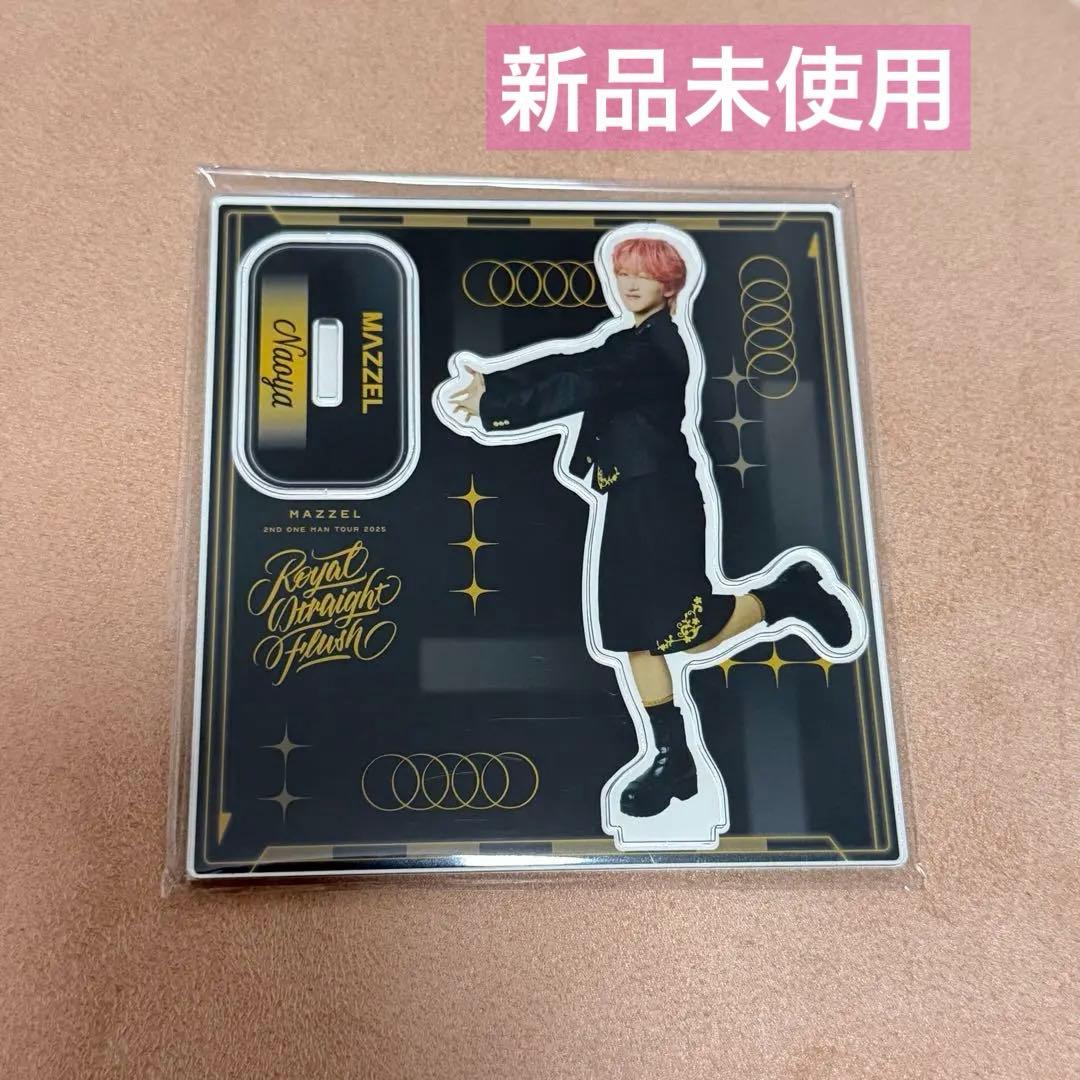 新品未使用
MAZZEL
Naoya
MAZZEL
2ND ONE MAN TOUR 2025
Royal
Straight
Flush